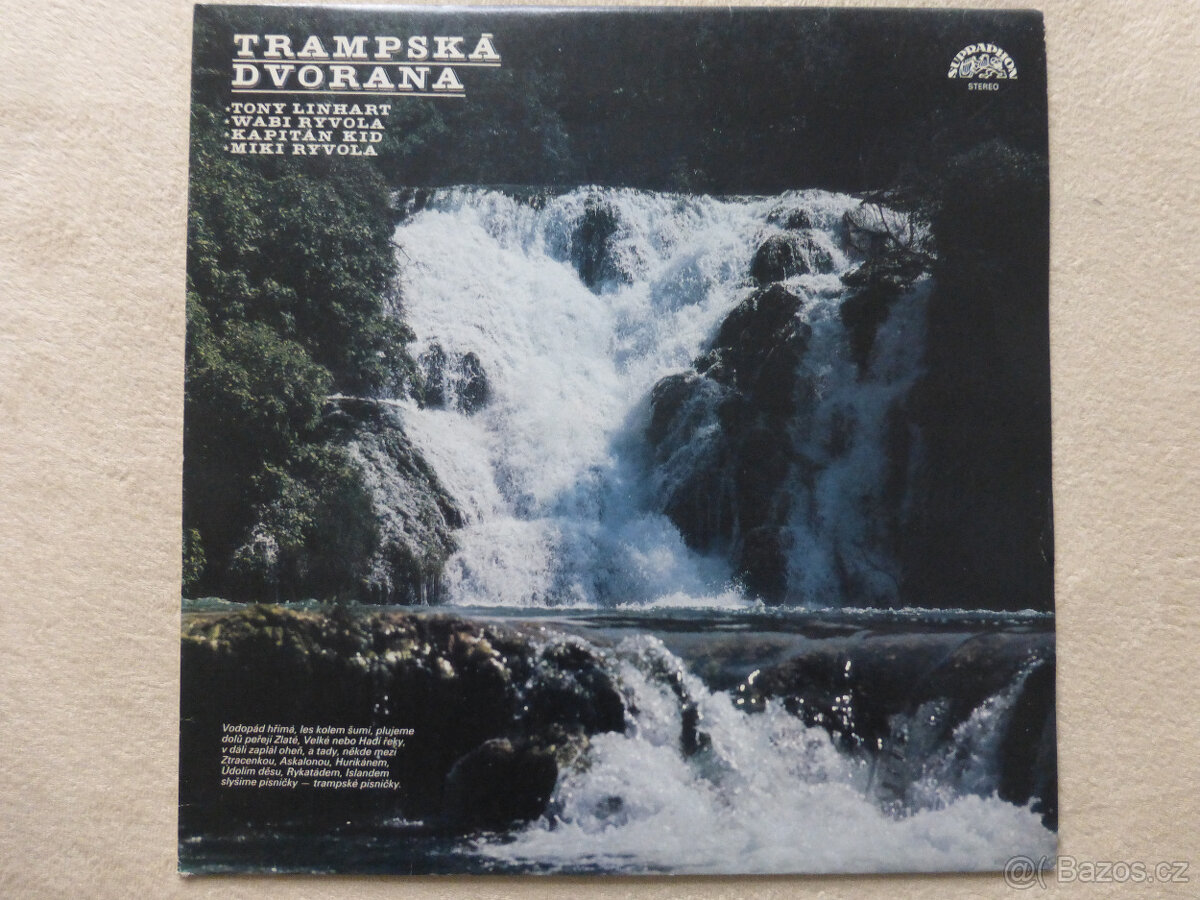 TRAMPSKÁ
DVORANA
TONY LINHART
WABI RYVOLA
KAPITÁN KID
MIKI RYVOLA
SUPRAPHON
STEREO
Vodopád hřímá, les kolem šumí, plujeme
dolů peřejí Zlaté, Velké nebo Hadí řeky,
v dáli zaplál oheň, a tady, někde mezi
Ztracenkou, Askalonou, Hurikánem,
Údolím děsu, Rykatádem, Islandem
slyšíme písničky — trampské písničky.
Bazos.cz